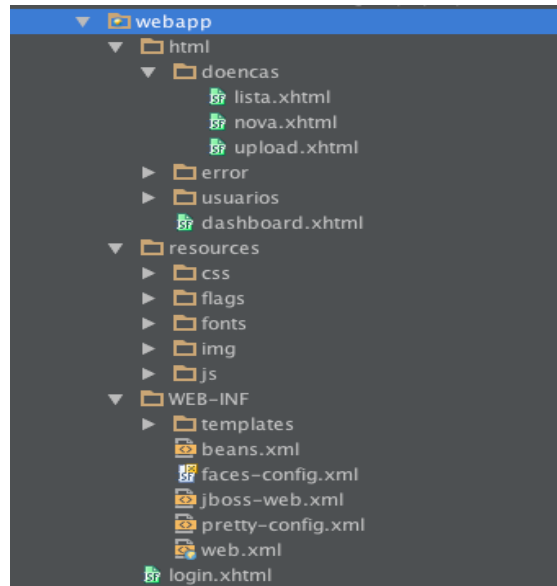 webapp
html
doencas
lista.xhtml
nova.xhtml
upload.xhtml
error
usuarios
dashboard.xhtml
resources
css
flags
fonts
img
js
WEB-INF
templates
beans.xml
faces-config.xml
jboss-web.xml
pretty-config.xml
web.xml
login.xhtml